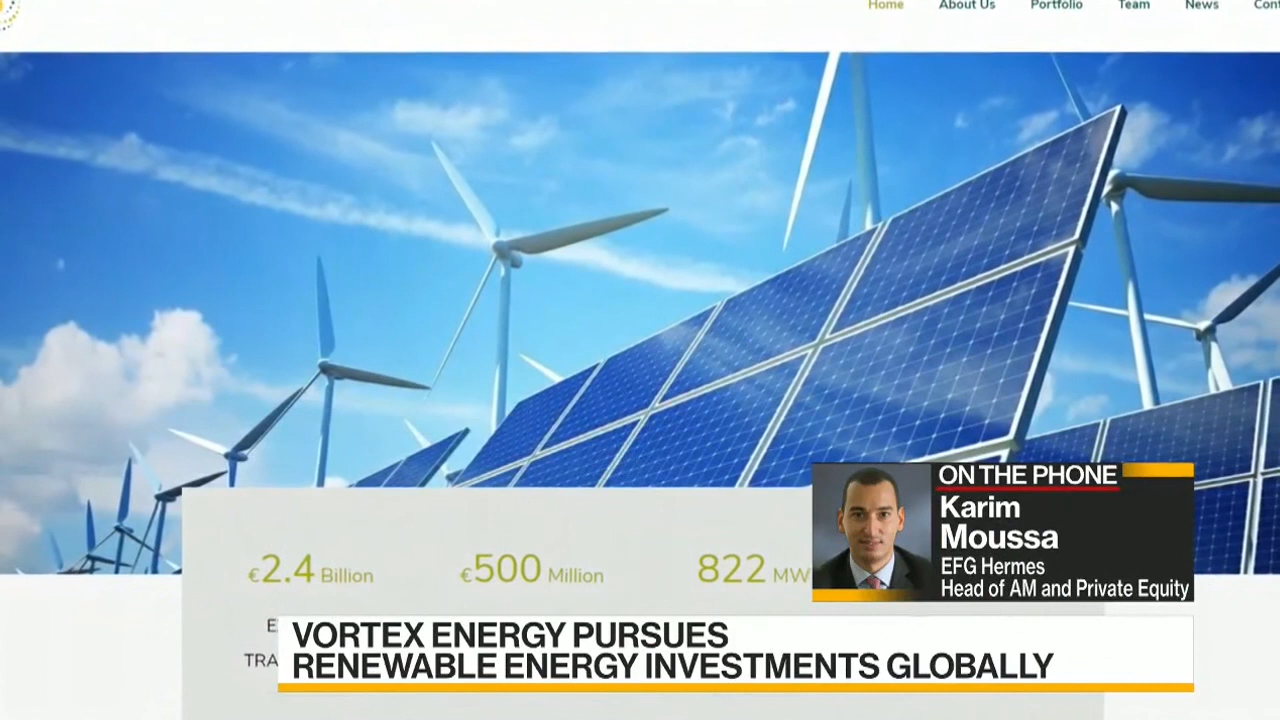 Home About Us Portfolio Team News
€2.4 Billion €500 Million 822 MW
ON THE PHONE
Karim
Moussa
EFG Hermes
Head of AM and Private Equity
VORTEX ENERGY PURSUES
RENEWABLE ENERGY INVESTMENTS GLOBALLY